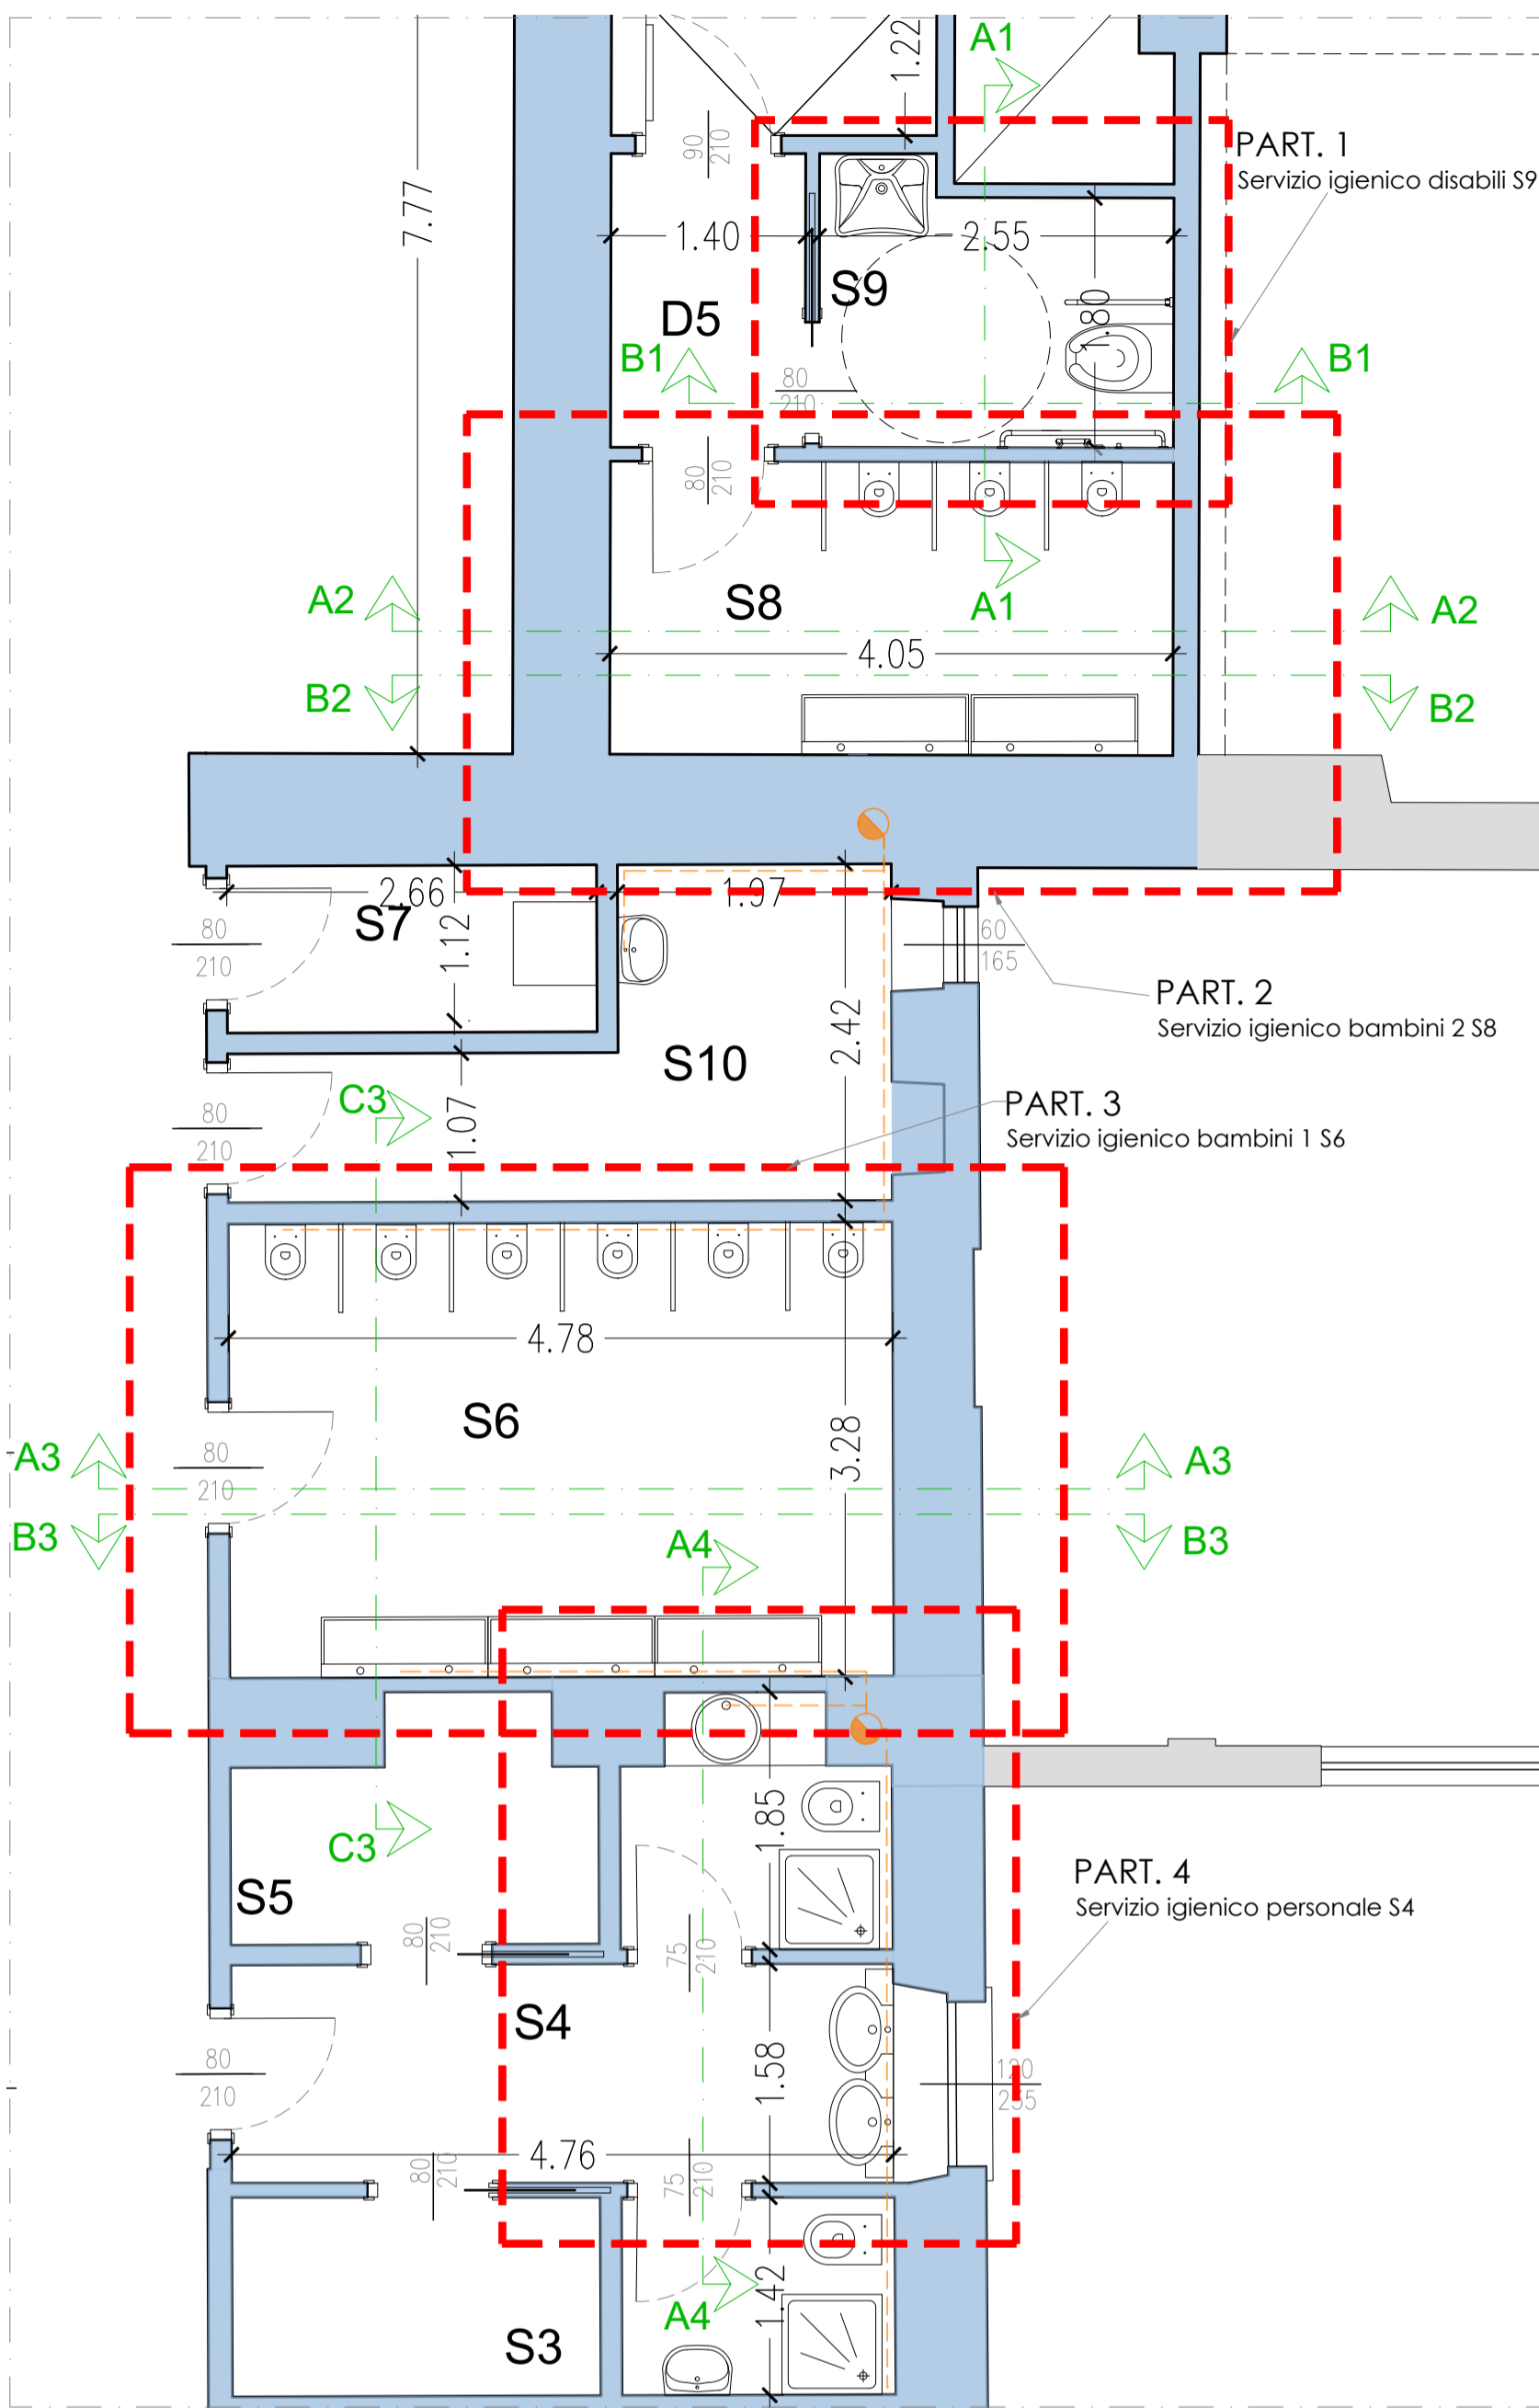 A1
1.22
PART. 1
Servizio igienico disabili S9
90
210
7.77
1.40
2.55
S9
D5
1.80
B1
B1
80
210
80
210
A2
S8
A1
A2
4.05
B2
B2
2.66
1.97
S7
80
210
1.12
60
165
PART. 2
Servizio igienico bambini 2 S8
2.42
S10
C3
80
210
1.07
PART. 3
Servizio igienico bambini 1 S6
4.78
S6
3.28
A3
80
210
A3
B3
A4
B3
1.85
C3
S5
PART. 4
Servizio igienico personale S4
80
210
75
210
S4
80
210
1.58
120
255
4.76
80
210
75
210
1.42
A4
S3